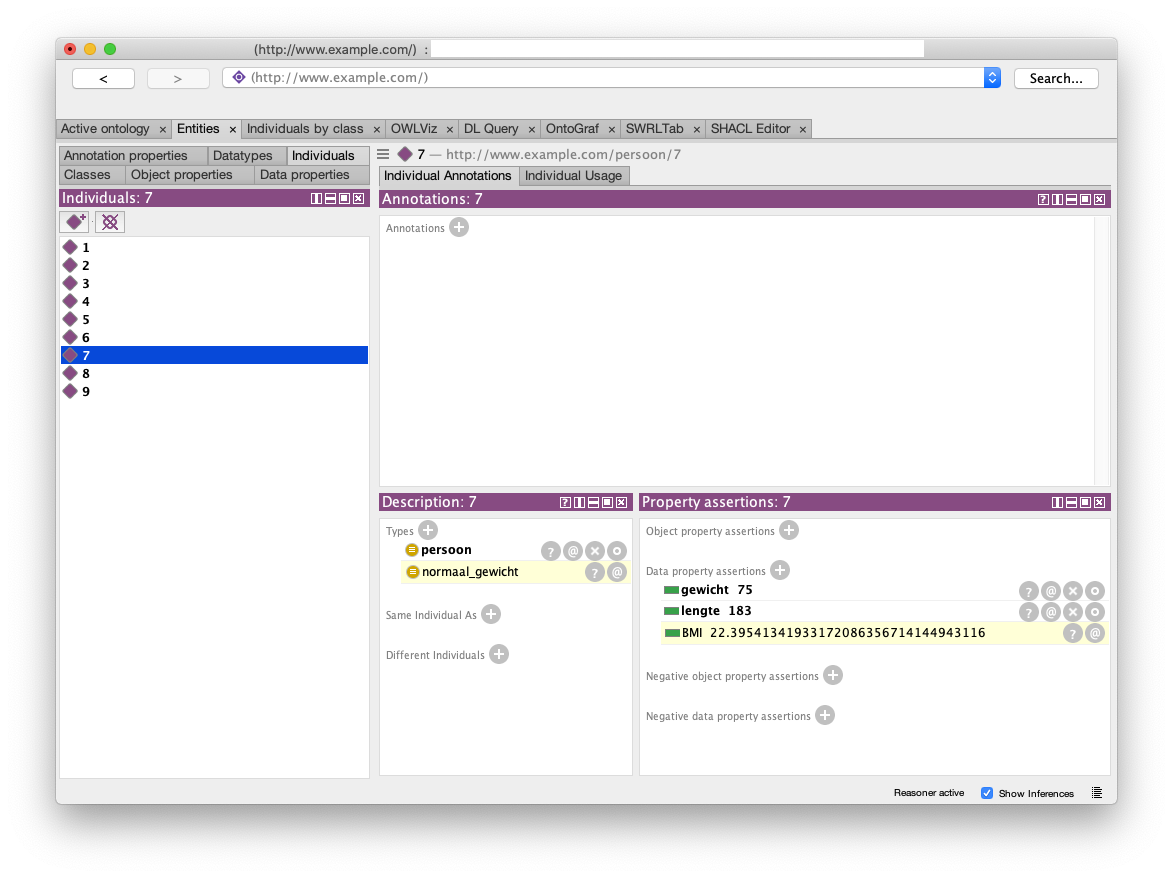 (http://www.example.com/) :
< > (http://www.example.com/) Search...
Active ontology × Entities × Individuals by class × OWLViz × DL Query × OntoGraf × SWRLTab × SHACL Editor ×
Annotation properties Datatypes Individuals
Classes Object properties Data properties
Individuals: 7
1
2
3
4
5
6
7
8
9
7 — http://www.example.com/persoon/7
Individual Annotations Individual Usage
Annotations: 7
Annotations
Description: 7
Types
persoon
normaal_gewicht
Same Individual As
Different Individuals
Property assertions: 7
Object property assertions
Data property assertions
gewicht 75
lengte 183
BMI 22.395413419331720863567141449​43116
Negative object property assertions
Negative data property assertions
Reasoner active Show Inferences